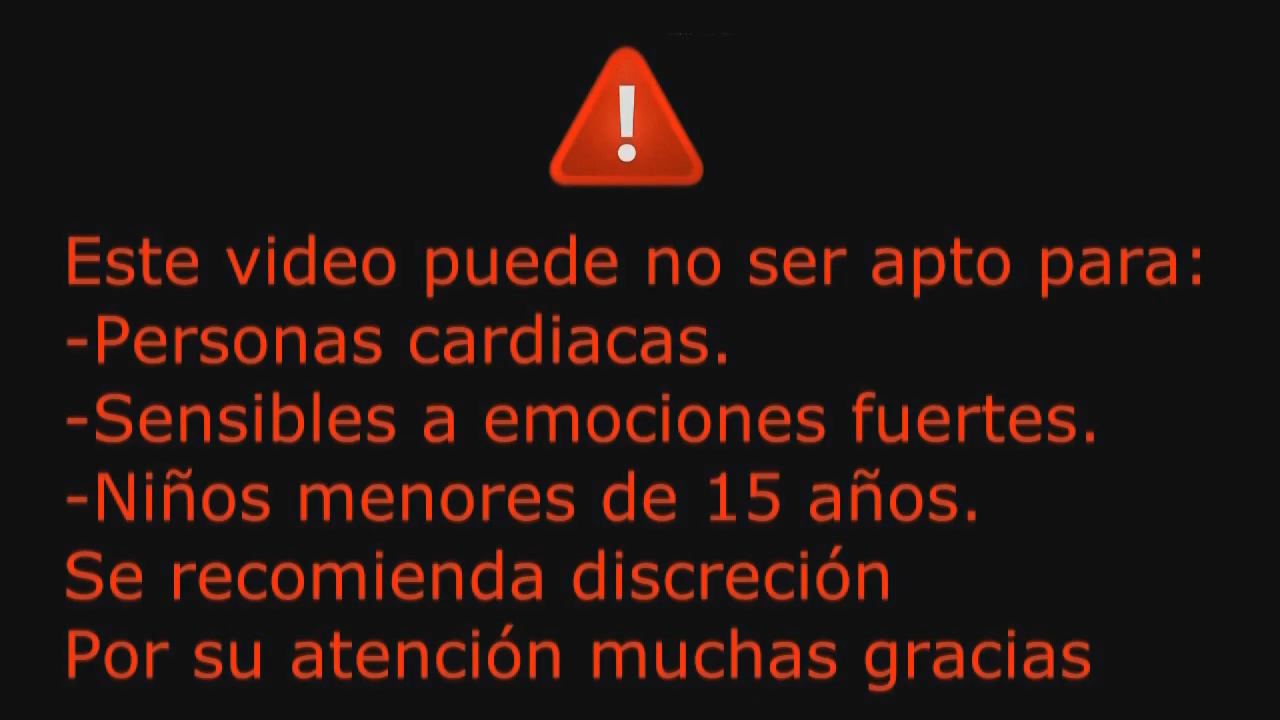 !
Este video puede no ser apto para:
-Personas cardiacas.
-Sensibles a emociones fuertes.
-Niños menores de 15 años.
Se recomienda discreción
Por su atención muchas gracias